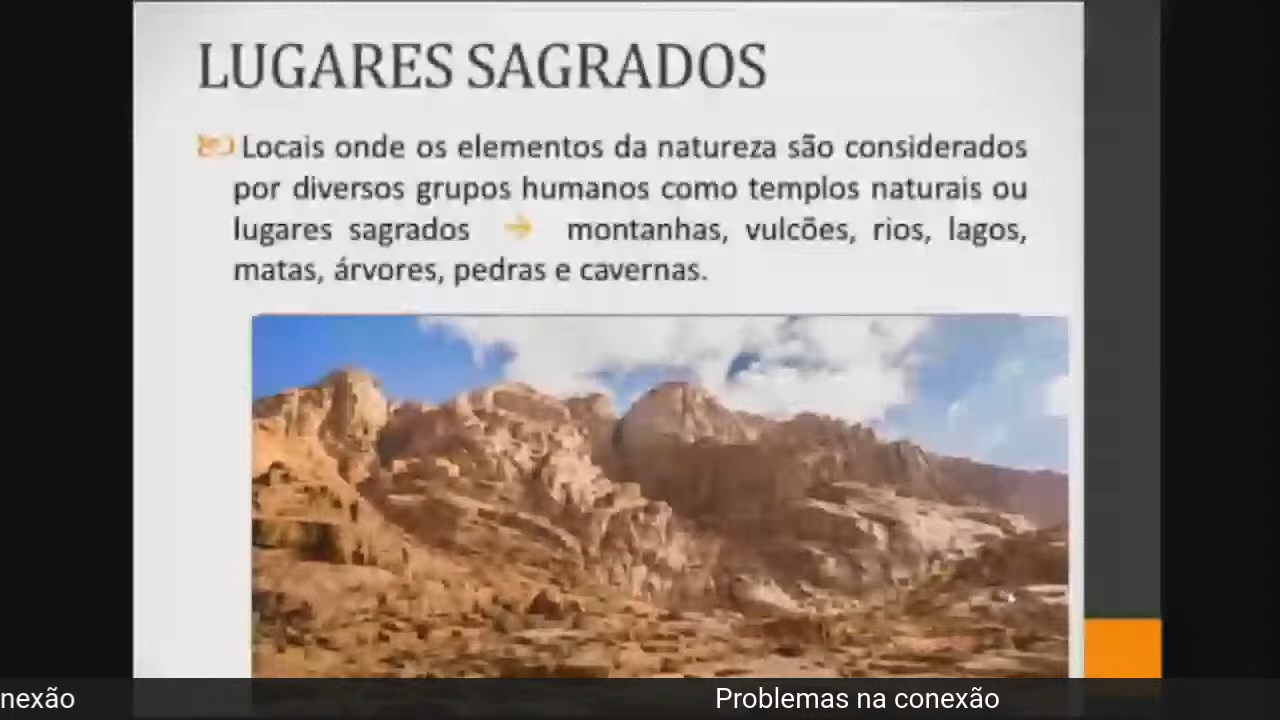 LUGARES SAGRADOS
Locais onde os elementos da natureza são considerados
por diversos grupos humanos como templos naturais ou
lugares sagrados → montanhas, vulcões, rios, lagos,
matas, árvores, pedras e cavernas.
nexão Problemas na conexão